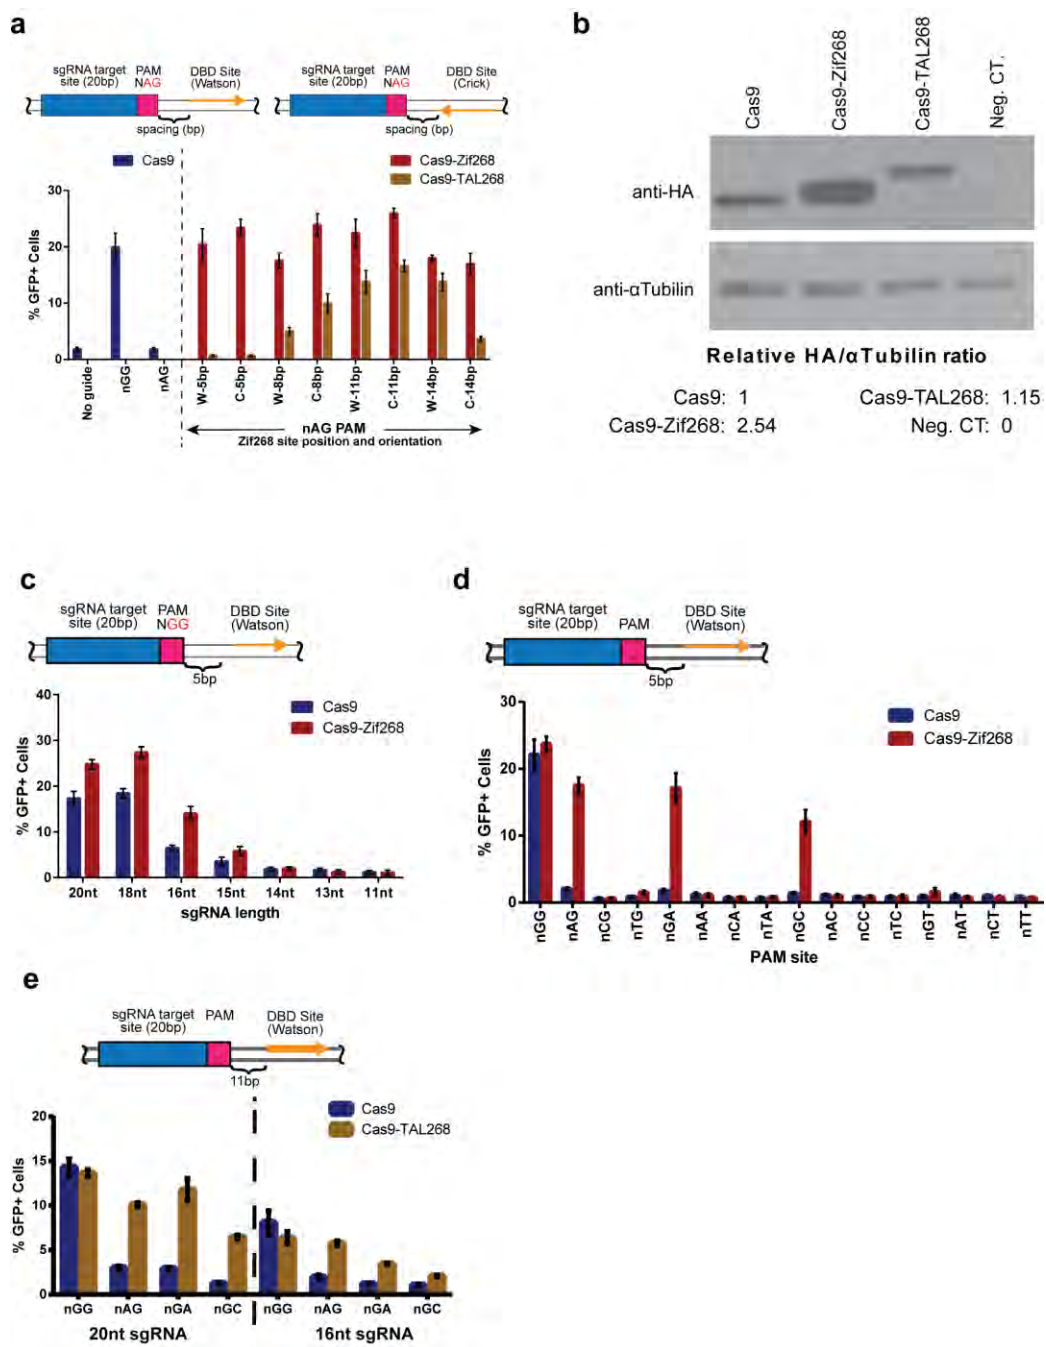 a
sgRNA target
site (20bp)
PAM
NAG
DBD Site
(Watson)
spacing (bp)
sgRNA target
site (20bp)
PAM
NAG
DBD Site
(Crick)
spacing (bp)
Cas9
Cas9-Zif268
Cas9-TAL268
% GFP+ Cells
30
20
10
0
No guide
nGG
nAG
W-5bp
C-5bp
W-8bp
C-8bp
W-11bp
C-11bp
W-14bp
C-14bp
nAG PAM
Zif268 site position and orientation
b
Cas9
Cas9-Zif268
Cas9-TAL268
Neg. CT.
anti-HA
anti-αTubulin
Relative HA/αTubilin ratio
Cas9: 1
Cas9-TAL268: 1.15
Cas9-Zif268: 2.54
Neg. CT: 0
c
sgRNA target
site (20bp)
PAM
NGG
DBD Site
(Watson)
5bp
Cas9
Cas9-Zif268
% GFP+ Cells
40
30
20
10
0
20nt
18nt
16nt
15nt
14nt
13nt
11nt
sgRNA length
d
sgRNA target
site (20bp)
PAM
DBD Site
(Watson)
5bp
Cas9
Cas9-Zif268
% GFP+ Cells
30
20
10
0
nGG
nAG
nCG
nTG
nGA
nAA
nCA
nTA
nGC
nAC
nCC
nTC
nGT
nAT
nCT
nTT
PAM site
e
sgRNA target
site (20bp)
PAM
DBD Site
(Watson)
11bp
Cas9
Cas9-TAL268
% GFP+ Cells
20
15
10
5
0
nGG
nAG
nGA
nGC
nGG
nAG
nGA
nGC
20nt sgRNA
16nt sgRNA